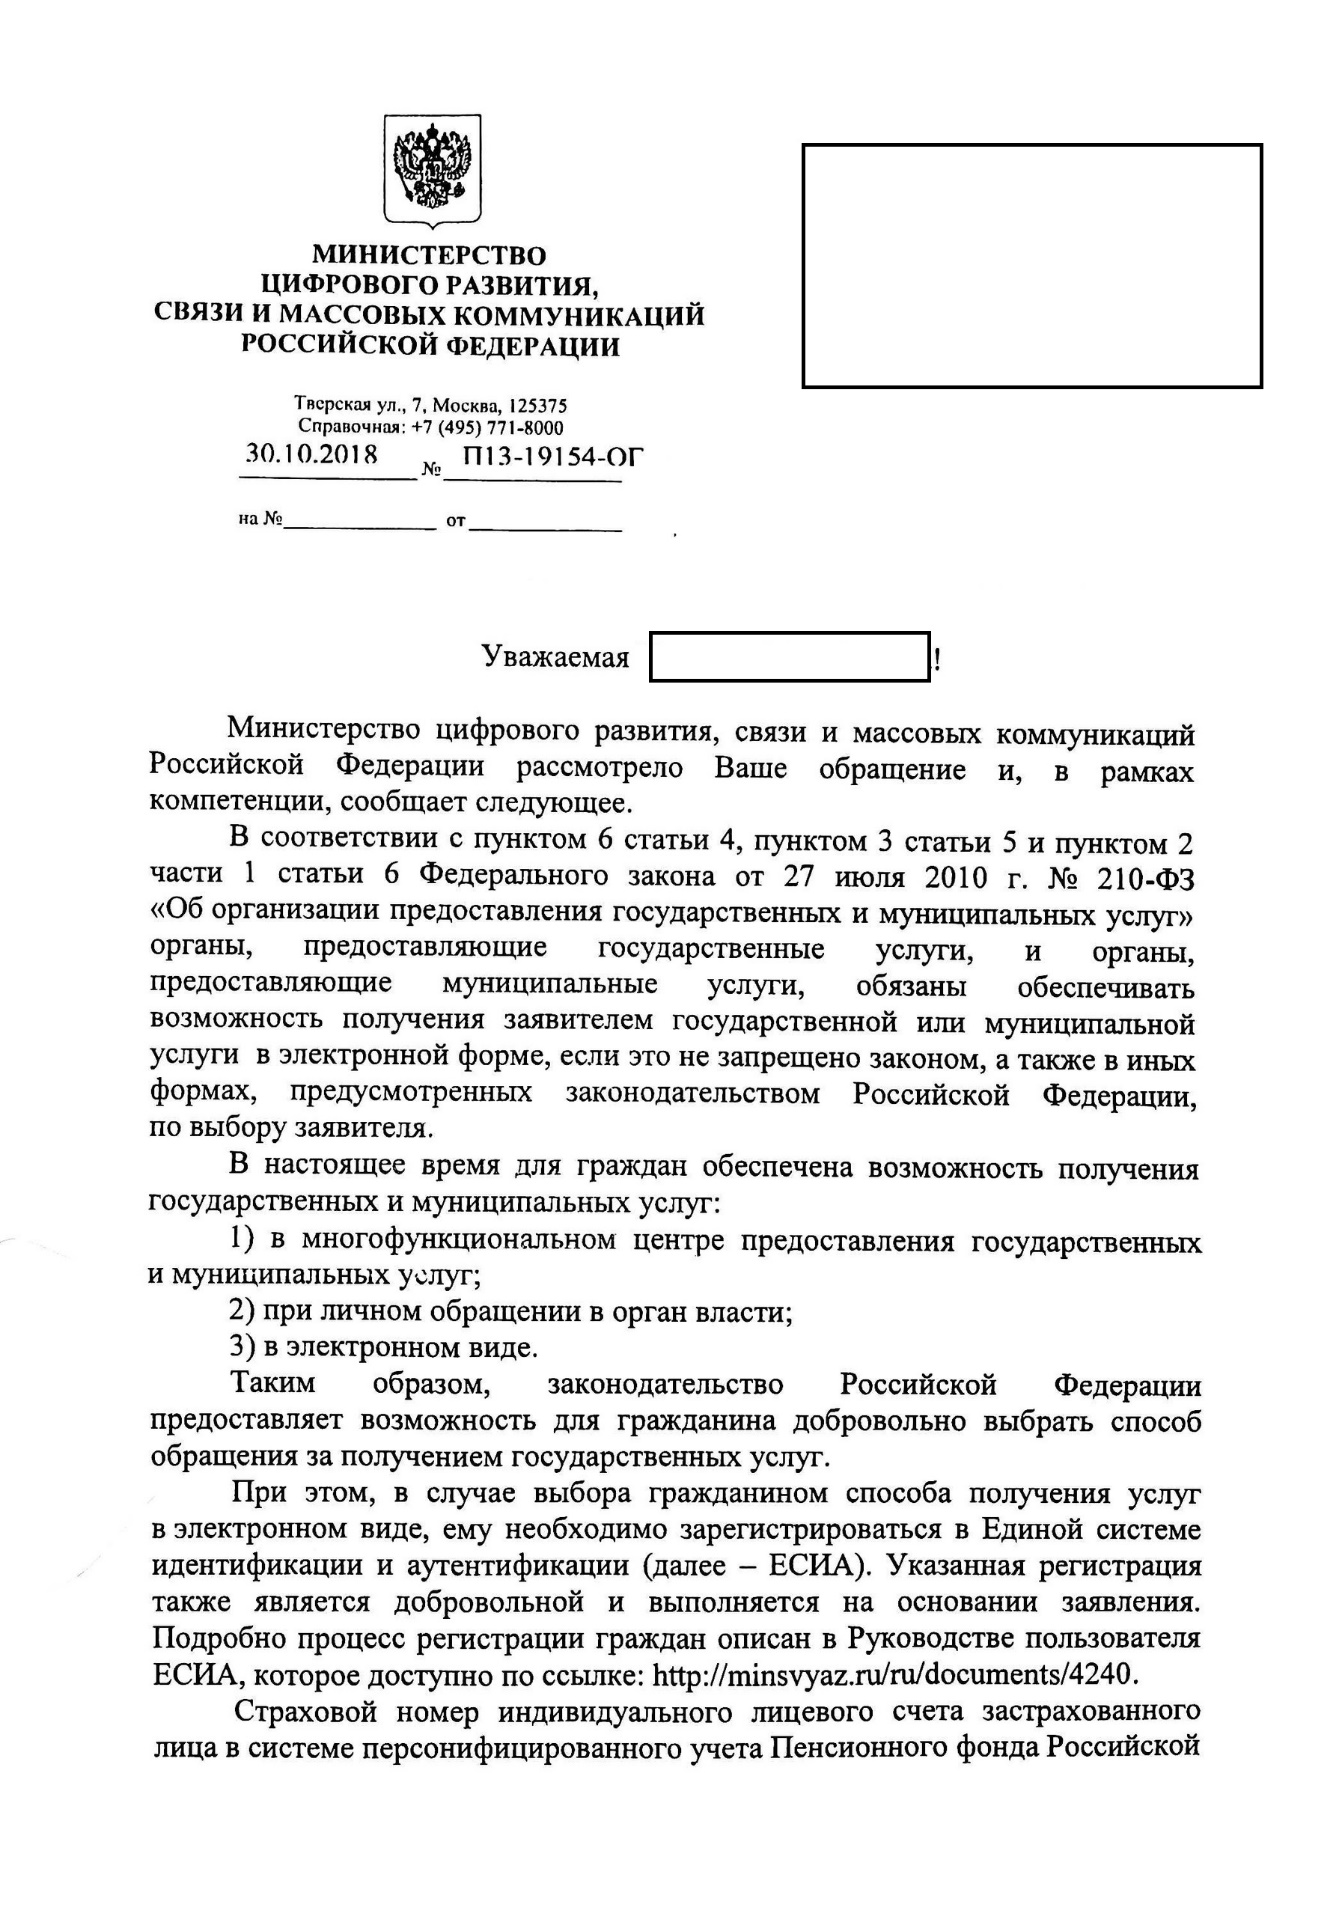 МИНИСТЕРСТВО
ЦИФРОВОГО РАЗВИТИЯ,
СВЯЗИ И МАССОВЫХ КОММУНИКАЦИЙ
РОССИЙСКОЙ ФЕДЕРАЦИИ
Тверская ул., 7, Москва, 125375
Справочная: +7 (495) 771-8000
30.10.2018 № П13-19154-ОГ
на №____________ от____________
Уважаемая !
Министерство цифрового развития, связи и массовых коммуникаций
Российской Федерации рассмотрело Ваше обращение и, в рамках
компетенции, сообщает следующее.
В соответствии с пунктом 6 статьи 4, пунктом 3 статьи 5 и пунктом 2
части 1 статьи 6 Федерального закона от 27 июля 2010 г. № 210-ФЗ
«Об организации предоставления государственных и муниципальных услуг»
органы, предоставляющие государственные услуги, и органы,
предоставляющие муниципальные услуги, обязаны обеспечивать
возможность получения заявителем государственной или муниципальной
услуги в электронной форме, если это не запрещено законом, а также в иных
формах, предусмотренных законодательством Российской Федерации,
по выбору заявителя.
В настоящее время для граждан обеспечена возможность получения
государственных и муниципальных услуг:
1) в многофункциональном центре предоставления государственных
и муниципальных услуг;
2) при личном обращении в орган власти;
3) в электронном виде.
Таким образом, законодательство Российской Федерации
предоставляет возможность для гражданина добровольно выбрать способ
обращения за получением государственных услуг.
При этом, в случае выбора гражданином способа получения услуг
в электронном виде, ему необходимо зарегистрироваться в Единой системе
идентификации и аутентификации (далее – ЕСИА). Указанная регистрация
также является добровольной и выполняется на основании заявления.
Подробно процесс регистрации граждан описан в Руководстве пользователя
ЕСИА, которое доступно по ссылке: http://minsvyaz.ru/ru/documents/4240.
Страховой номер индивидуального лицевого счета застрахованного
лица в системе персонифицированного учета Пенсионного фонда Российской